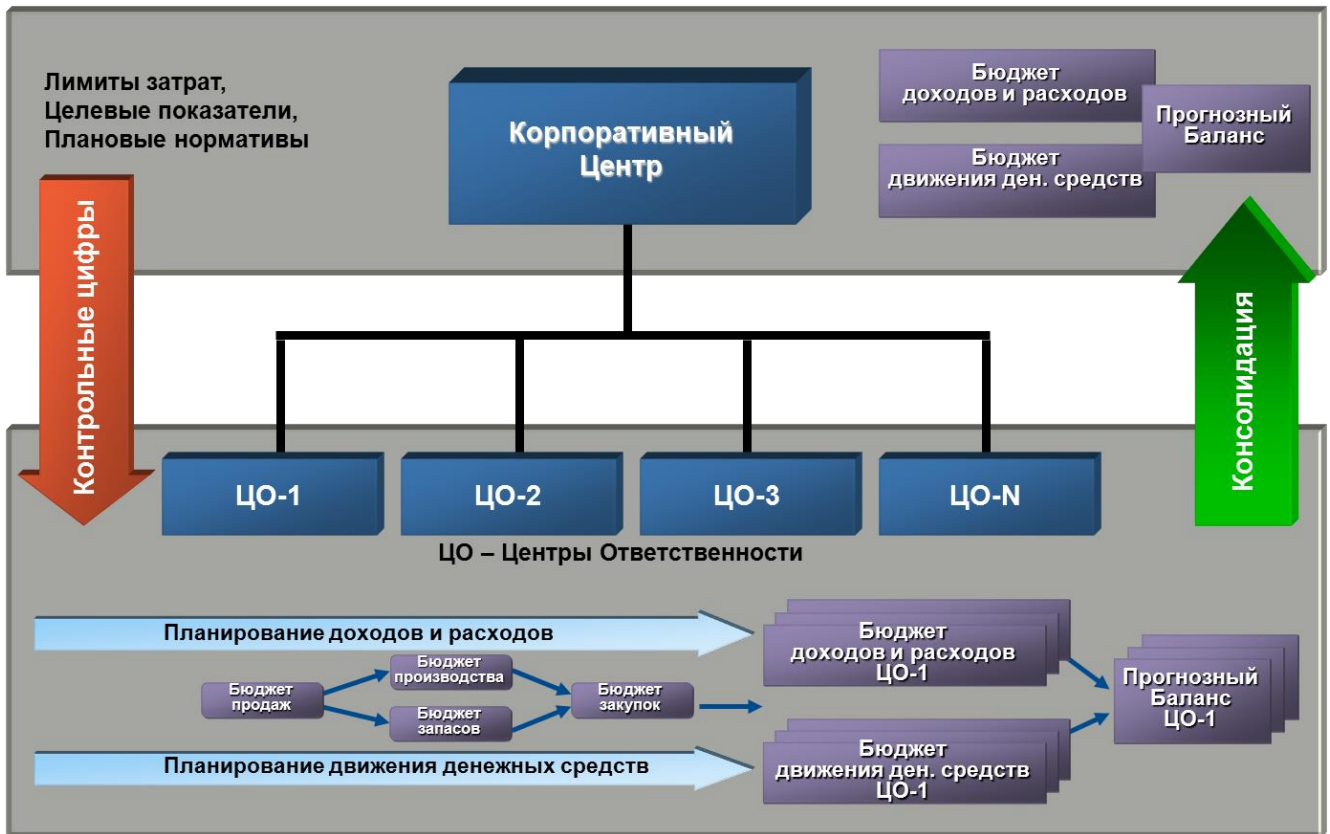 Лимиты затрат,
Целевые показатели,
Плановые нормативы
Корпоративный
Центр
Бюджет
доходов и расходов
Бюджет
движения ден. средств
Прогнозный
Баланс
Контрольные цифры
Консолидация
ЦО-1
ЦО-2
ЦО-3
ЦО-N
ЦО – Центры Ответственности
Планирование доходов и расходов
Бюджет
продаж
Бюджет
производства
Бюджет
запасов
Бюджет
закупок
Планирование движения денежных средств
Бюджет
доходов и расходов
ЦО-1
Бюджет
движения ден. средств
ЦО-1
Прогнозный
Баланс
ЦО-1